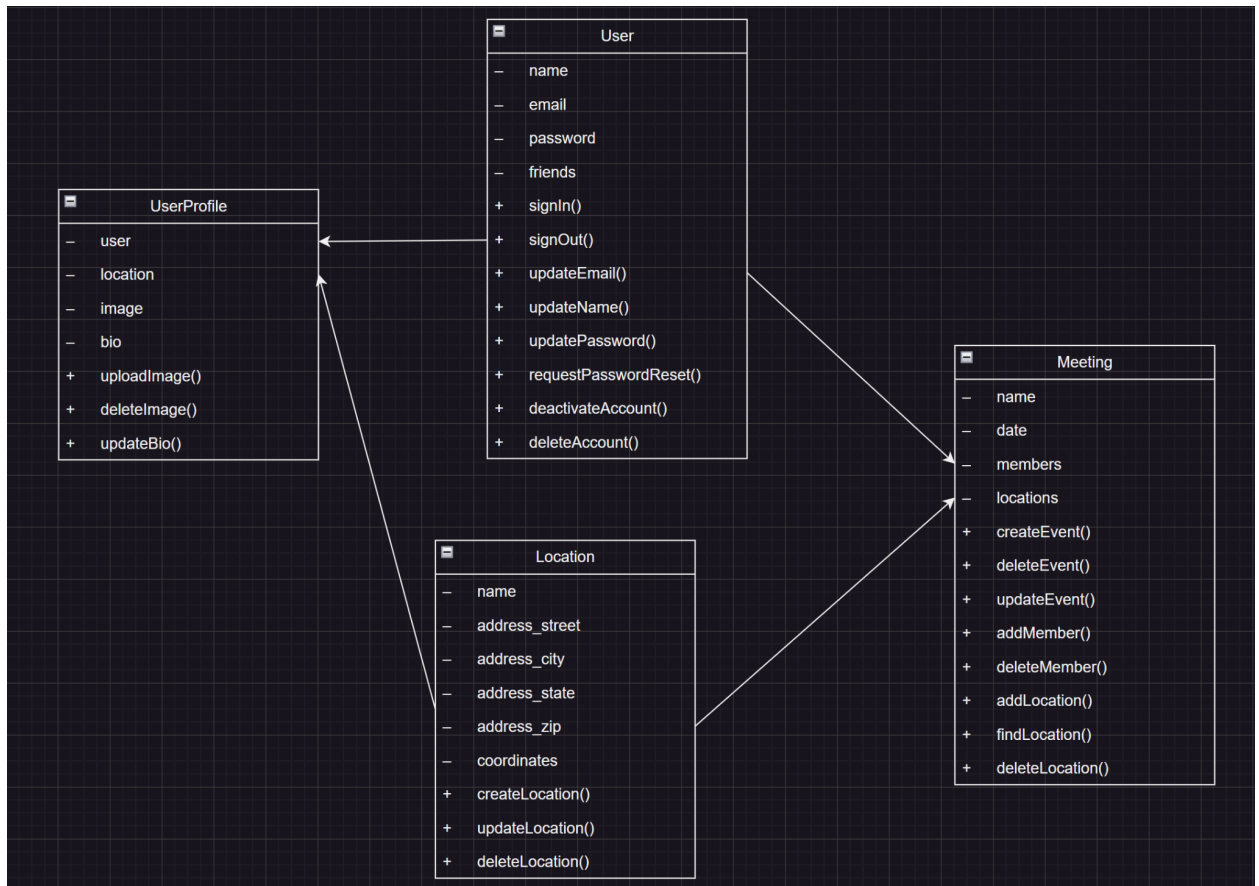 User
– name
– email
– password
– friends
+ signIn()
+ signOut()
+ updateEmail()
+ updateName()
+ updatePassword()
+ requestPasswordReset()
+ deactivateAccount()
+ deleteAccount()
UserProfile
– user
– location
– image
– bio
+ uploadImage()
+ deleteImage()
+ updateBio()
Meeting
– name
– date
– members
– locations
+ createEvent()
+ deleteEvent()
+ updateEvent()
+ addMember()
+ deleteMember()
+ addLocation()
+ findLocation()
+ deleteLocation()
Location
– name
– address_street
– address_city
– address_state
– address_zip
– coordinates
+ createLocation()
+ updateLocation()
+ deleteLocation()